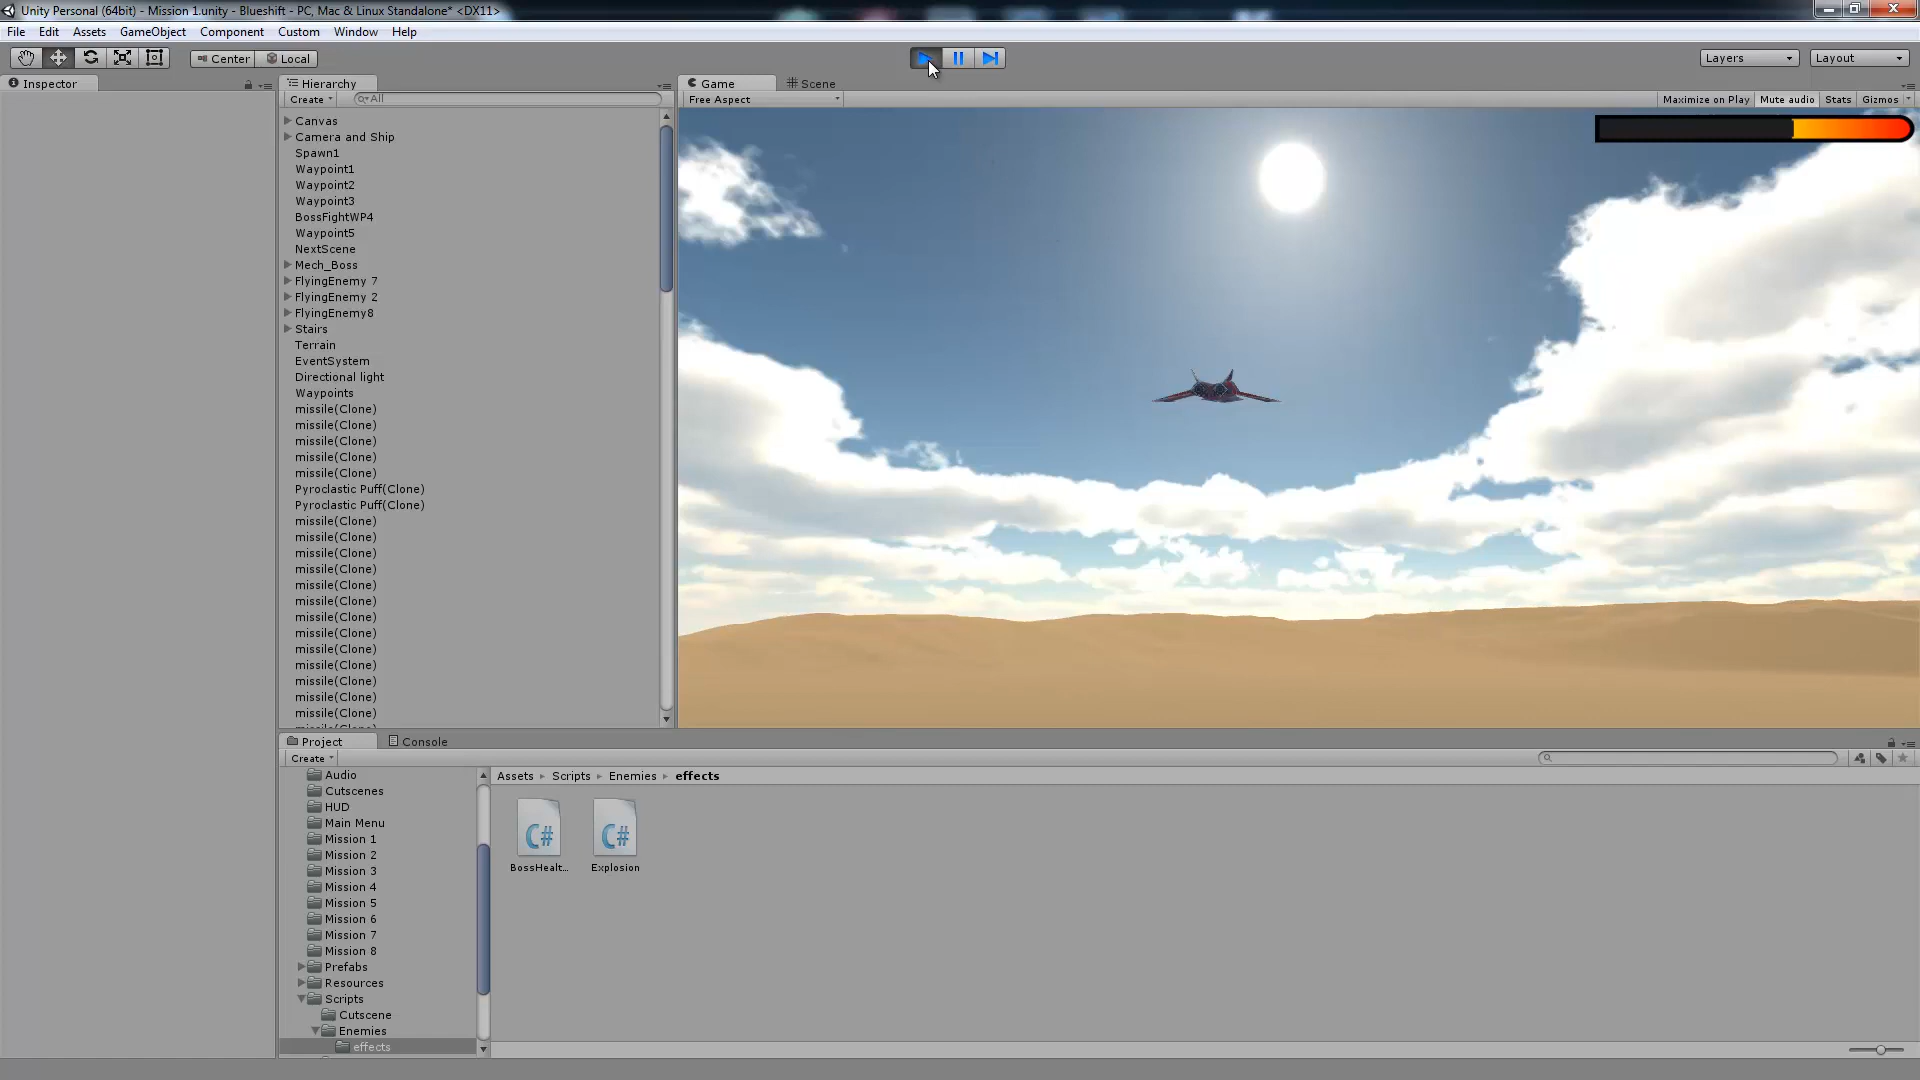 Unity Personal (64bit) - Mission 1.unity - Blueshift - PC, Mac & Linux Standalone* <DX11>
File Edit Assets GameObject Component Custom Window Help
Center Local Layers Layout
Inspector
Hierarchy
Create All
Canvas
Camera and Ship
Spawn1
Waypoint1
Waypoint2
Waypoint3
BossFightWP4
Waypoint5
NextScene
Mech_Boss
FlyingEnemy 7
FlyingEnemy 2
FlyingEnemy8
Stairs
Terrain
EventSystem
Directional light
Waypoints
missile(Clone)
missile(Clone)
missile(Clone)
missile(Clone)
missile(Clone)
Pyroclastic Puff(Clone)
Pyroclastic Puff(Clone)
missile(Clone)
missile(Clone)
missile(Clone)
missile(Clone)
missile(Clone)
missile(Clone)
missile(Clone)
missile(Clone)
missile(Clone)
missile(Clone)
missile(Clone)
missile(Clone)
missile(Clone)
Game Scene
Free Aspect Maximize on Play Mute audio Stats Gizmos
Project Console
Create
Audio
Cutscenes
HUD
Main Menu
Mission 1
Mission 2
Mission 3
Mission 4
Mission 5
Mission 6
Mission 7
Mission 8
Prefabs
Resources
Scripts
Cutscene
Enemies
effects
Assets Scripts Enemies effects
C# C#
BossHealt... Explosion